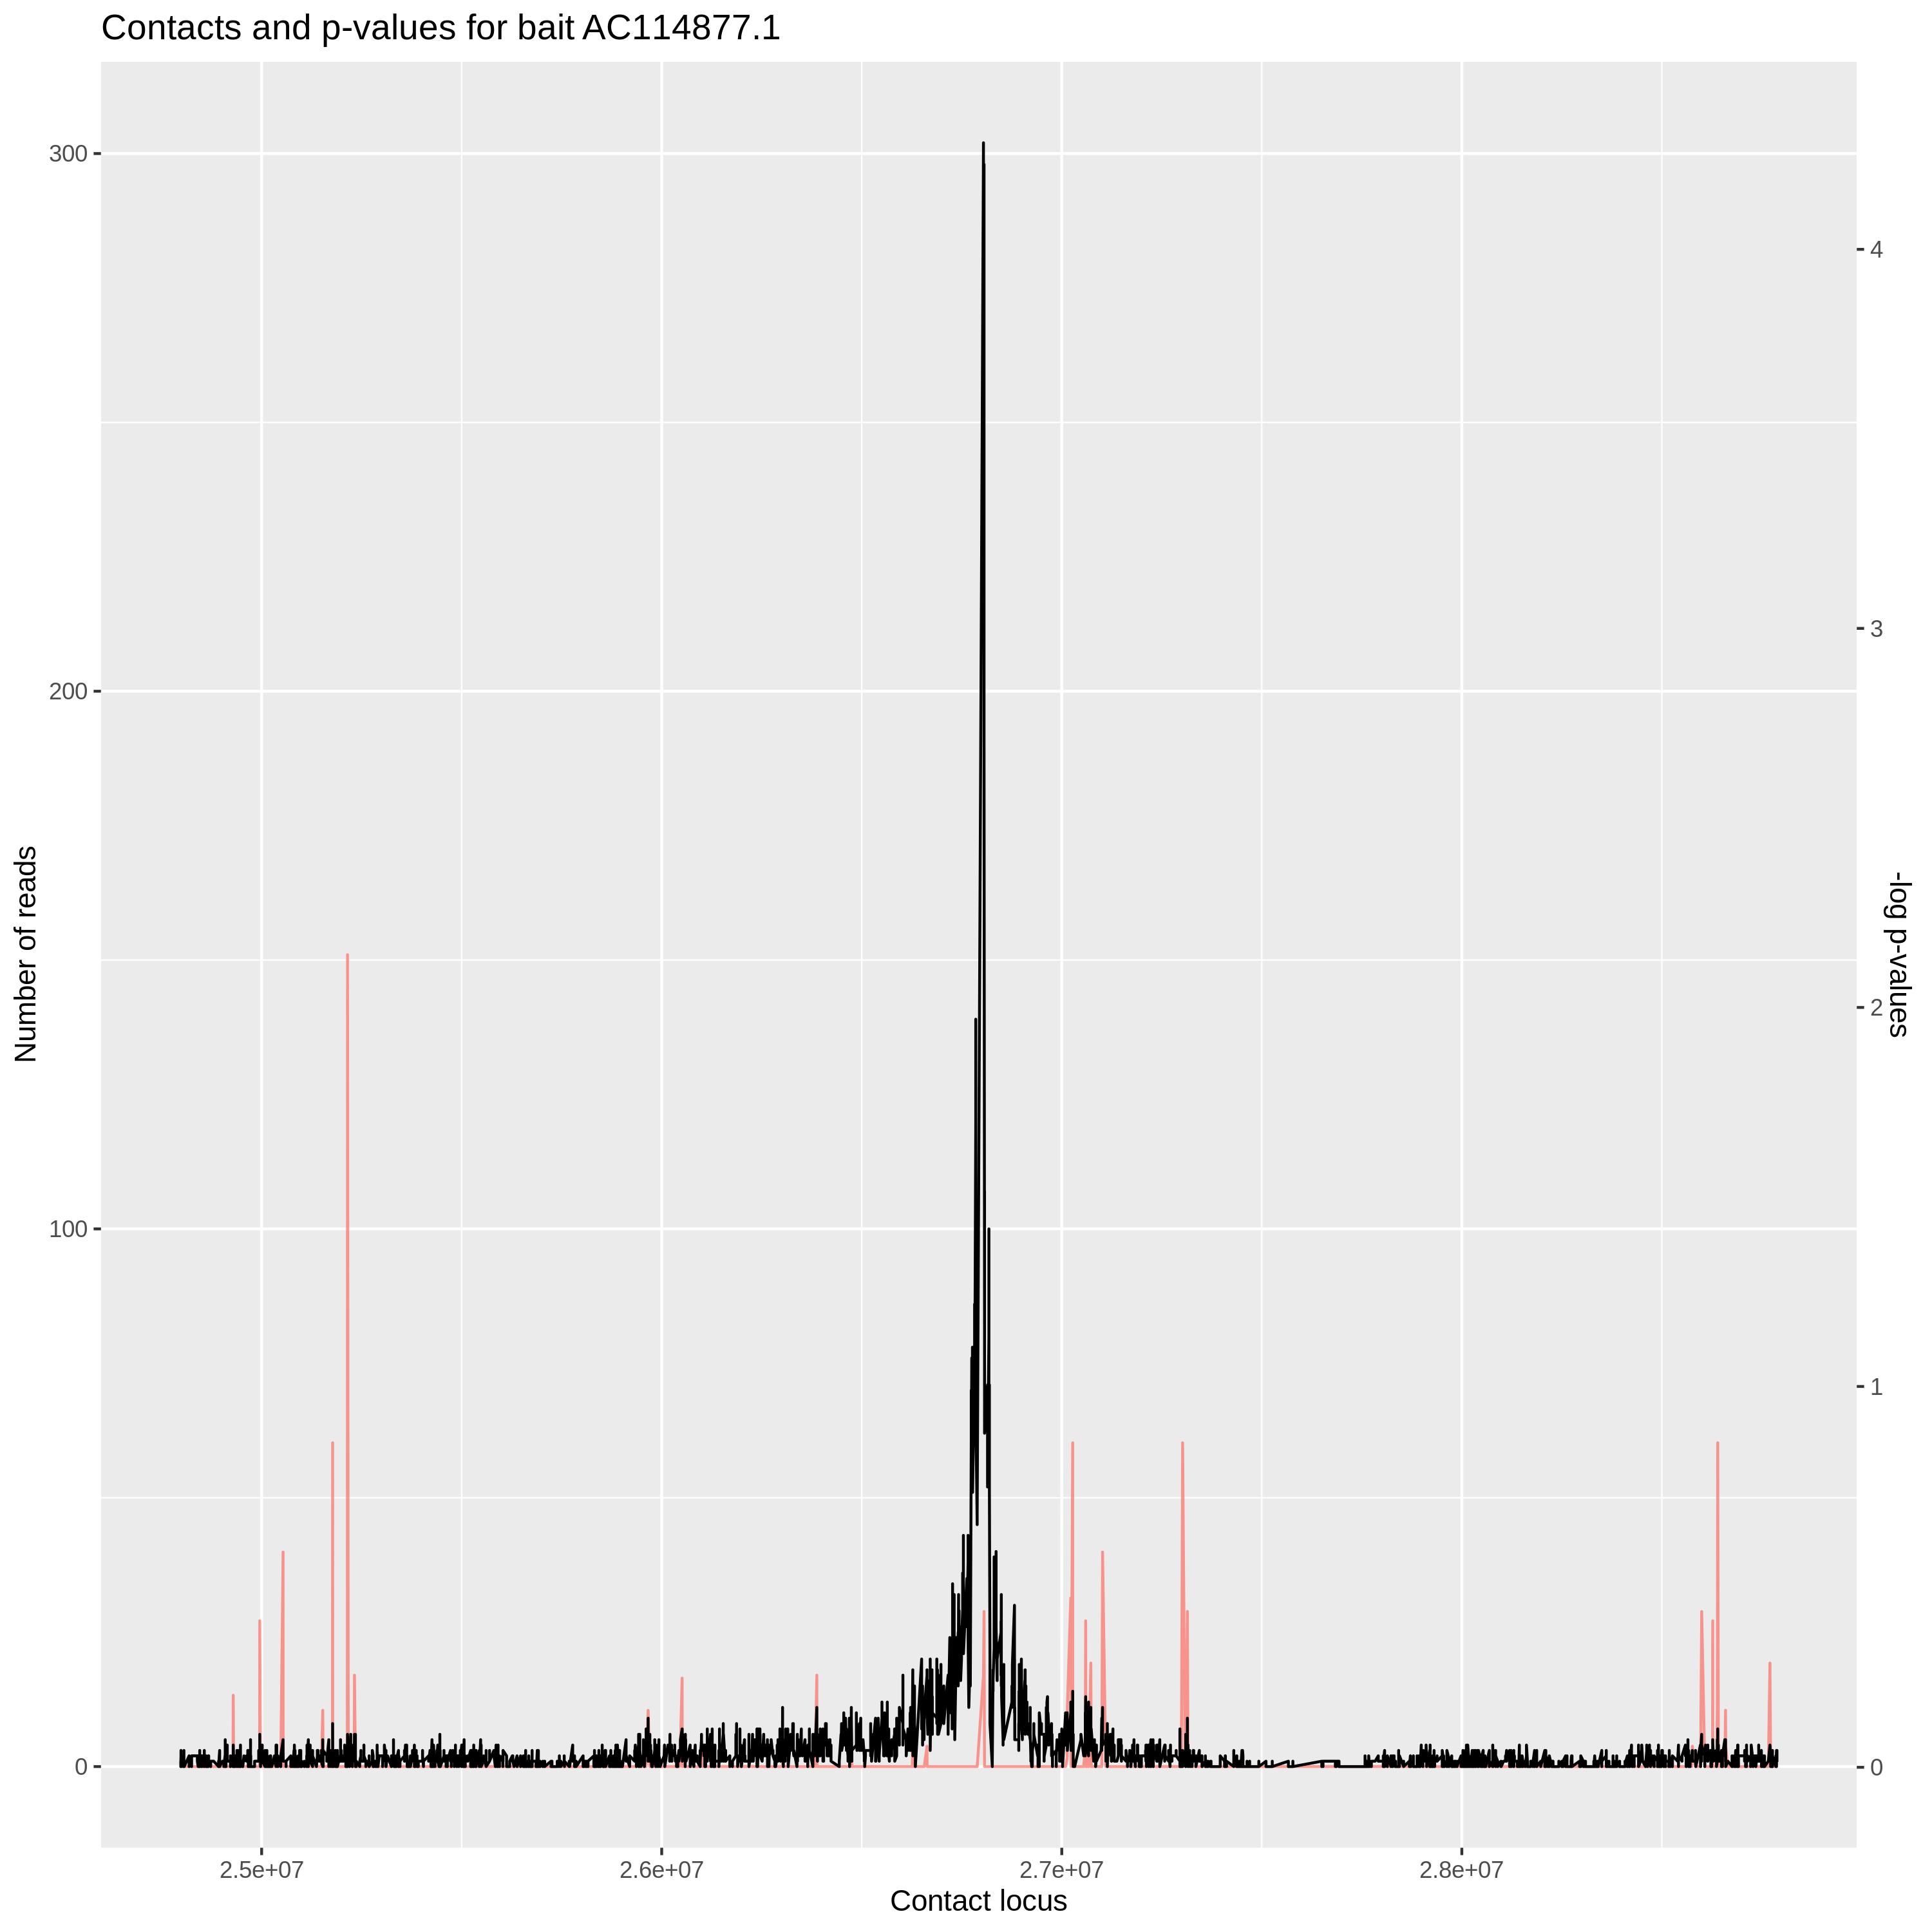 Contacts and p-values for bait AC114877.1
300
200
100
0
Number of reads
4
3
2
1
0
-log p-values
2.5e+07
2.6e+07
2.7e+07
2.8e+07
Contact locus